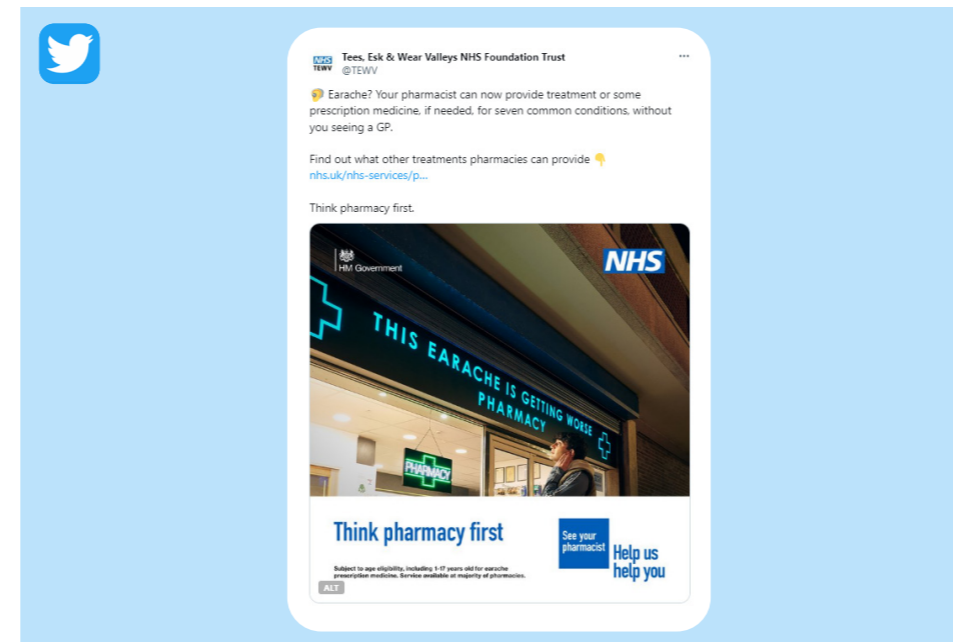 Tees, Esk & Wear Valleys NHS Foundation Trust
NHS
TEWV
@TEWV
Earache? Your pharmacist can now provide treatment or some
prescription medicine, if needed, for seven common conditions, without
you seeing a GP.
Find out what other treatments pharmacies can provide
nhs.uk/nhs-services/p...
Think pharmacy first.
HM Government
NHS
THIS EARACHE IS GETTING WORSE
PHARMACY
PHARMACY
Think pharmacy first
See your
pharmacist
Help us
help you
Subject to age eligibility, including 1-17 years old for earache
prescription medicine. Service available at majority of pharmacies.
ALT